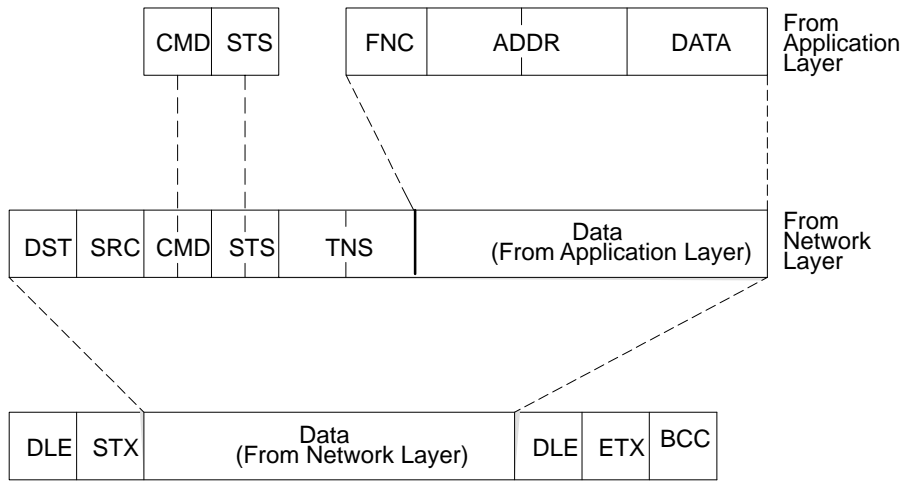 CMD STS FNC ADDR DATA
From
Application
Layer
DST SRC CMD STS TNS
Data
(From Application Layer)
From
Network
Layer
DLE STX
Data
(From Network Layer)
DLE ETX BCC